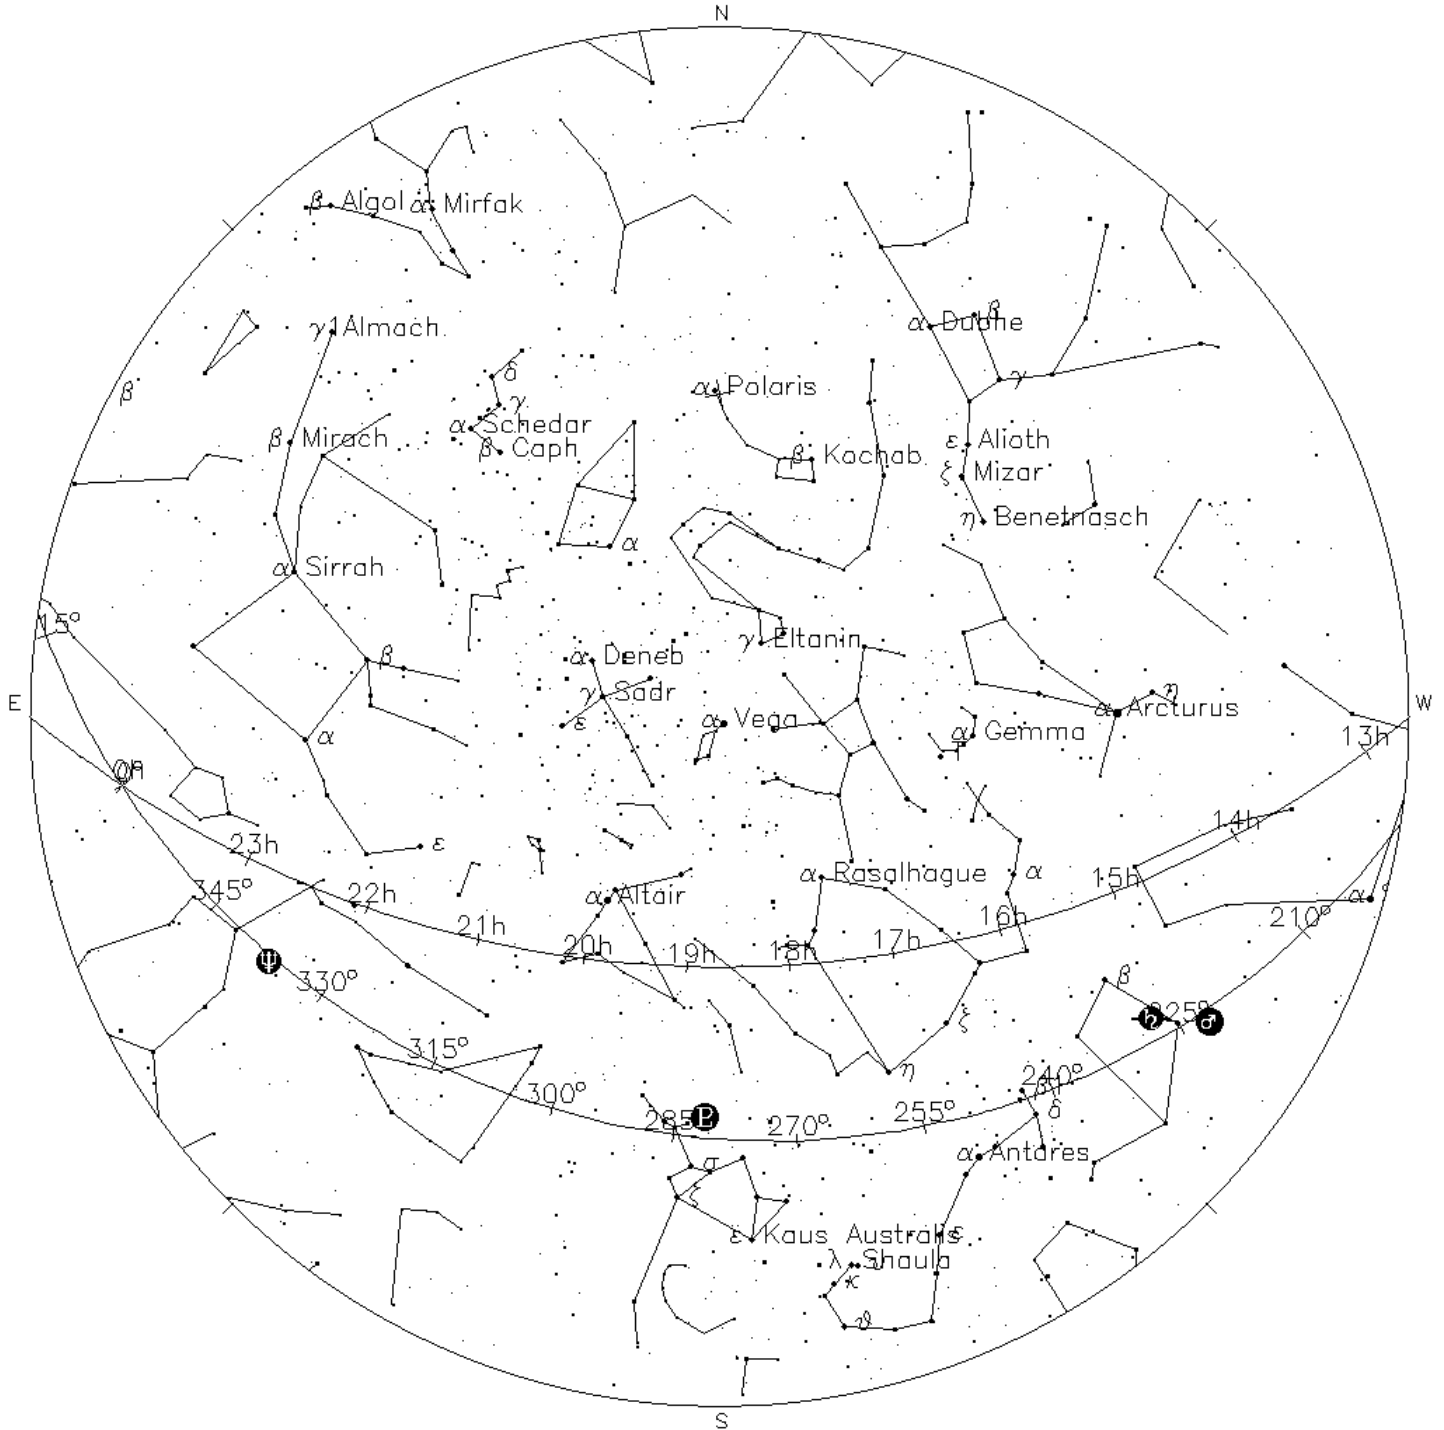 N
β Algol α Mirfak
γ1 Almach
α Dubhe β
δ
β
α Polaris
γ
γ
α Schedar
β Caph
β Mirach
β Kochab
ε Alioth
ξ Mizar
η Benetnasch
α
α Sirrah
15°
γ Eltanin
β
α Deneb
γ Sadr
η
E
α Arcturus
W
ε
α Vega
α Gemma
α
13h
0h
14h
23h
ε
α Rasalhague
α
15h
345°
22h
α Altair
α
16h
210°
21h
20h
19h
18h
17h
♆
330°
β
ξ
♄
225°
♂
315°
η
240°
β
300°
285°
♇
270°
255°
δ
α Antares
σ
ζ
ε Kaus Australis
ε
λ Shaula
κ
ϑ
S